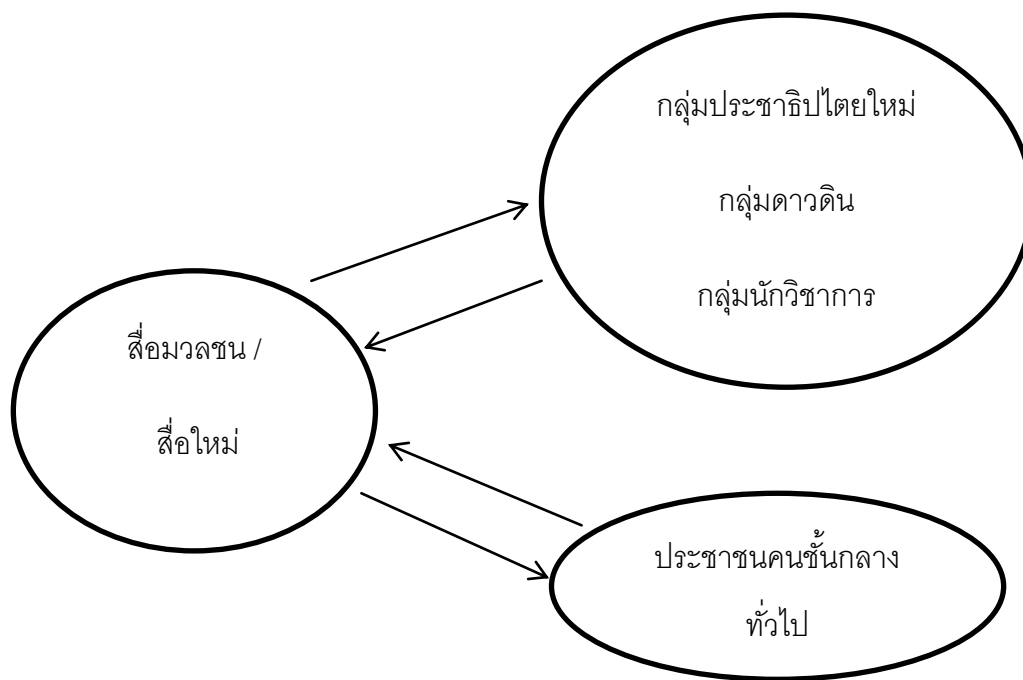 กลุ่มประชาธิปไตยใหม่
กลุ่มดาวดิน
กลุ่มนักวิชาการ
สื่อมวลชน /
สื่อใหม่
ประชาชนคนชั้นกลาง
ทั่วไป